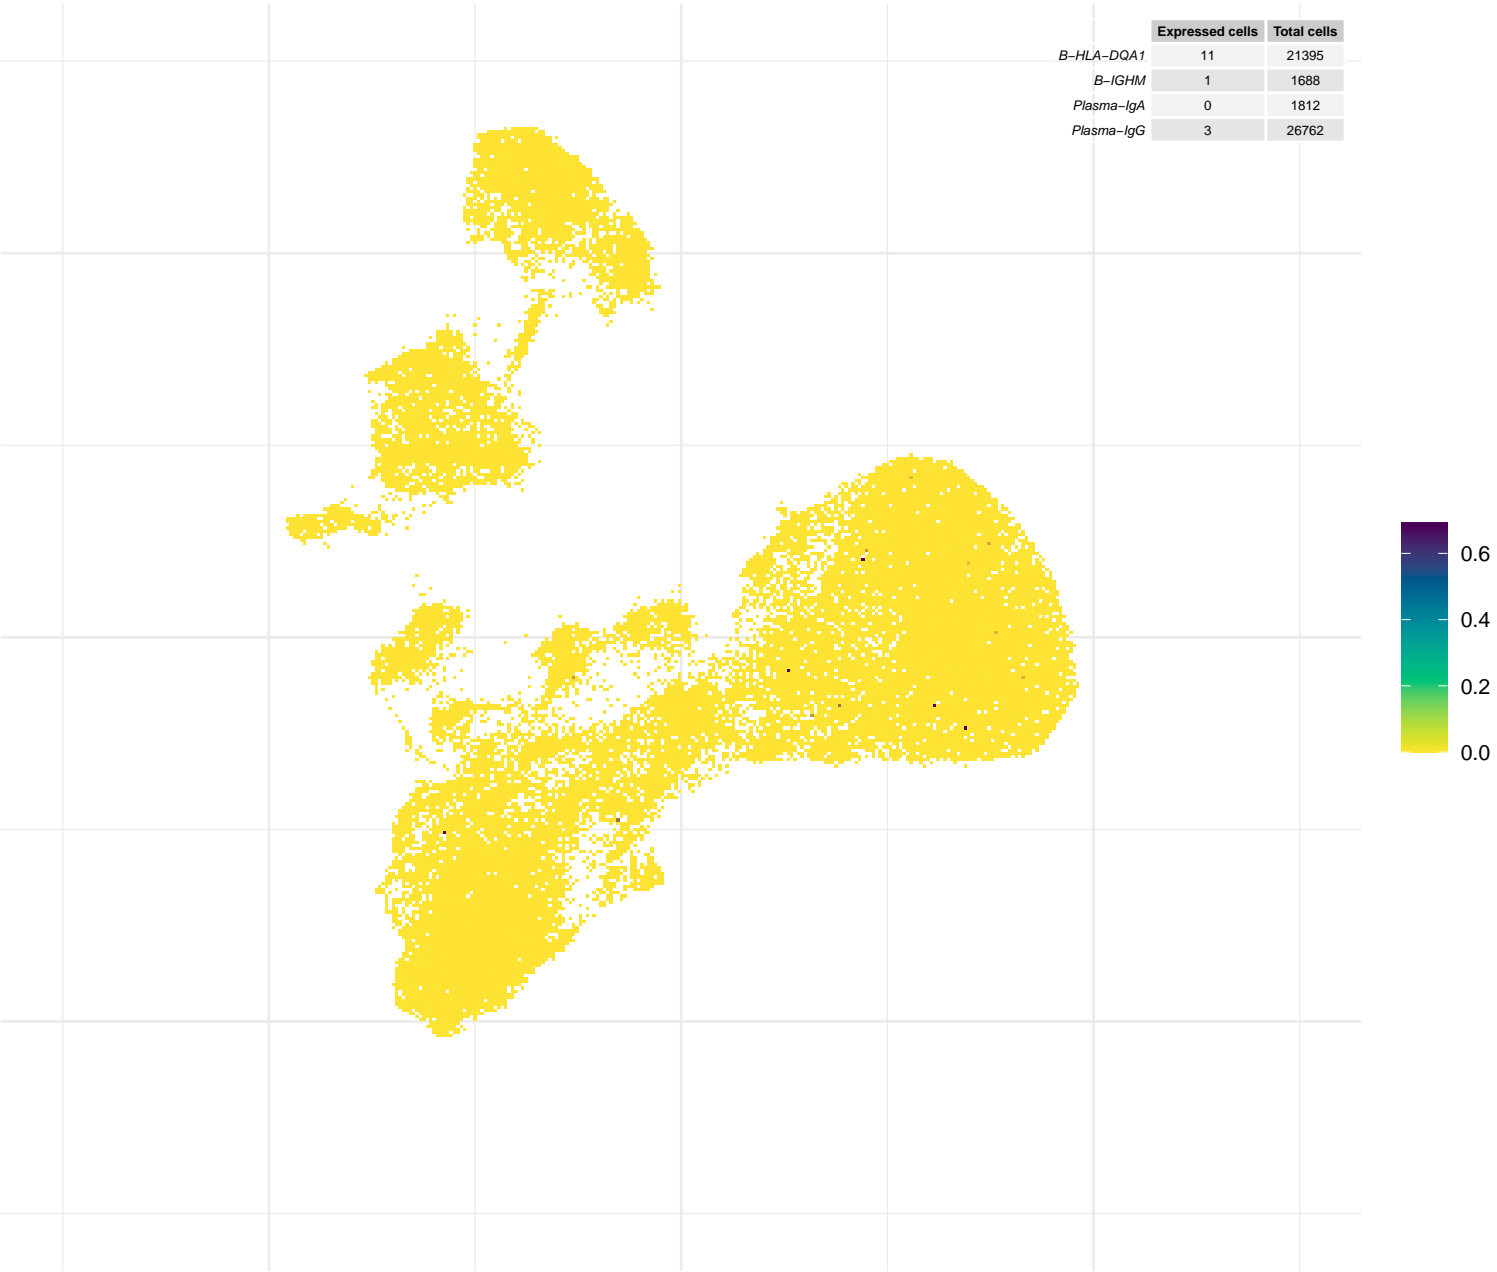 Expressed cells Total cells
B−HLA−DQA1 11 21395
B−IGHM 1 1688
Plasma−IgA 0 1812
Plasma−IgG 3 26762
0.6
0.4
0.2
0.0